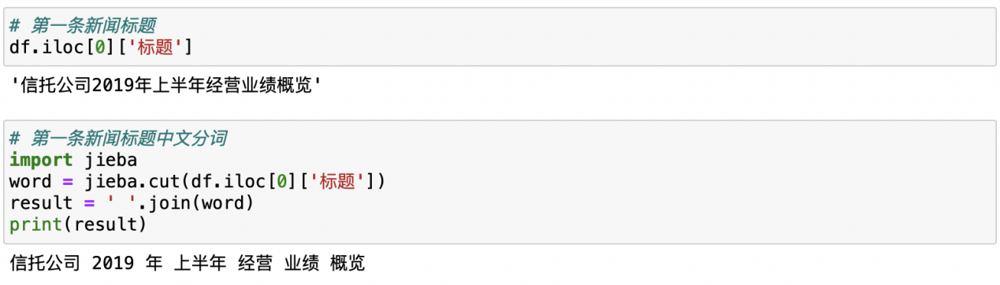 # 第一条新闻标题
df.iloc[0]['标题']
'信托公司2019年上半年经营业绩概览'
# 第一条新闻标题中文分词
import jieba
word = jieba.cut(df.iloc[0]['标题'])
result = ' '.join(word)
print(result)
信托公司 2019 年 上半年 经营 业绩 概览